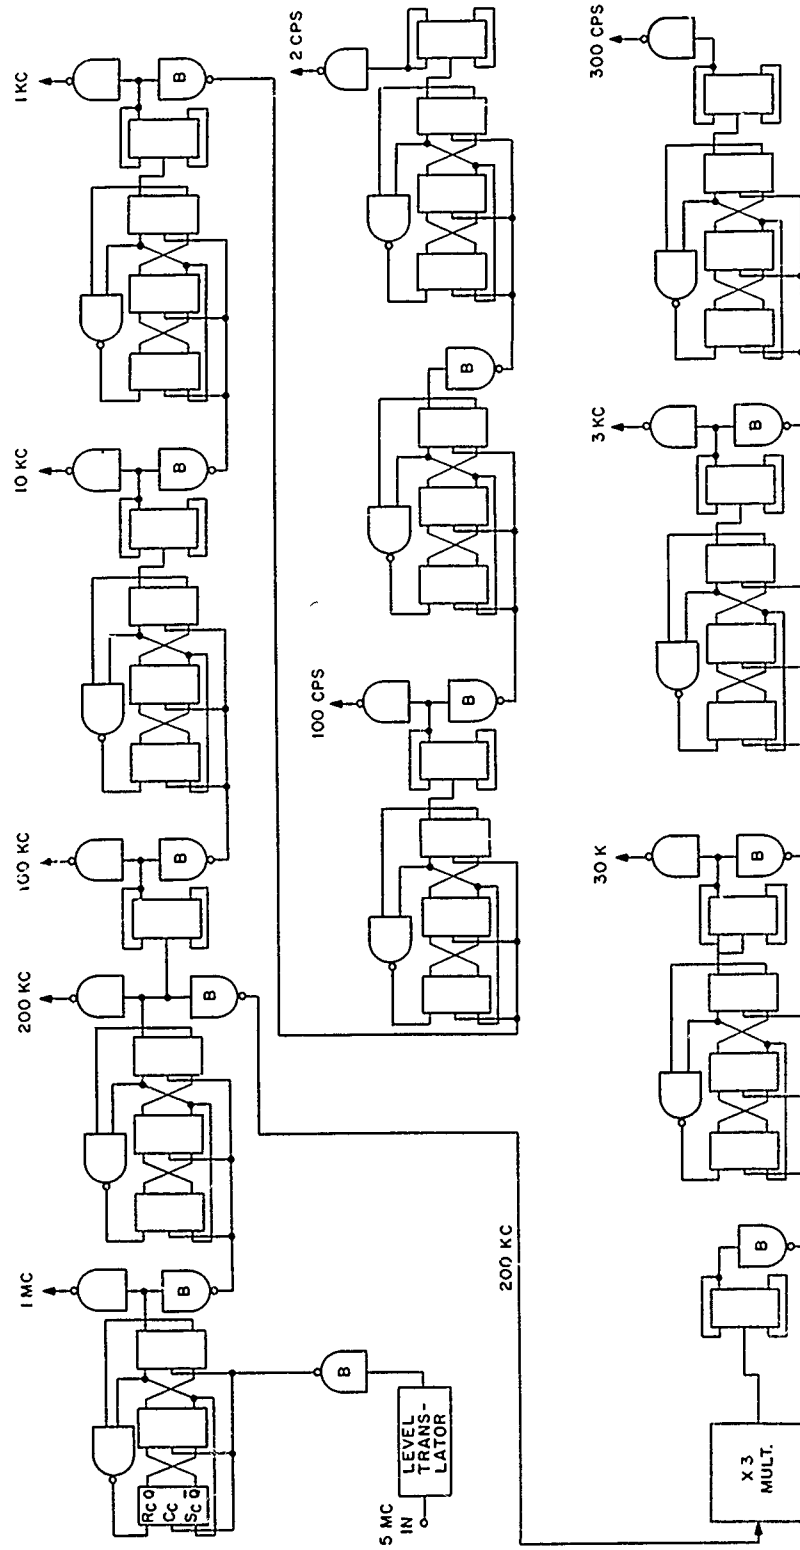 1 KC
B
10 KC
B
100 KC
B
200 KC
B
1 MC
B
RC Q
CC
SC Q̅
B
LEVEL
TRANS-
LATOR
5 MC
IN
2 CPS
B
100 CPS
B
200 KC
300 CPS
3 KC
B
30 K
B
B
X 3
MULT.